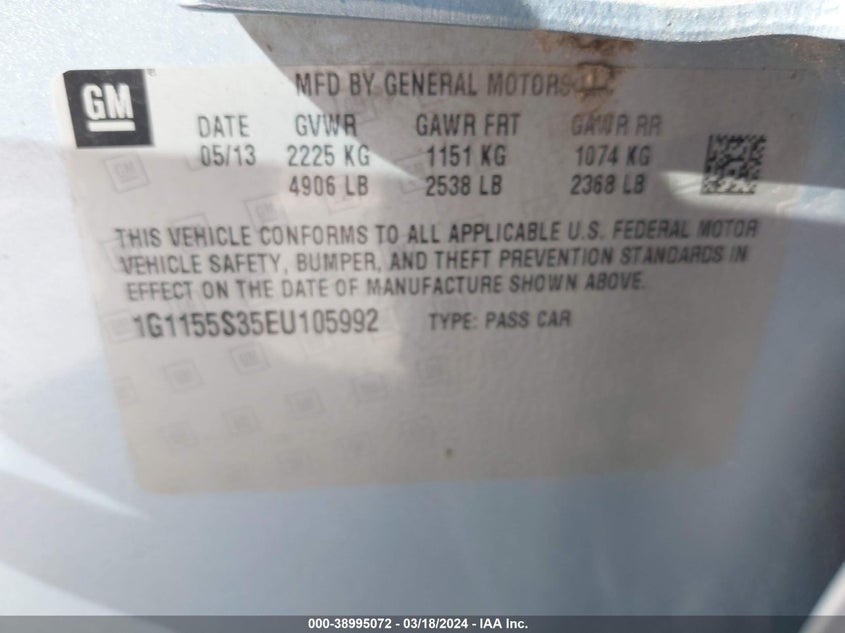 GM
MFD BY GENERAL MOTORS LLC
DATE GVWR GAWR FRT GAWR RR
05/13 2225 KG 1151 KG 1074 KG
4906 LB 2538 LB 2368 LB
THIS VEHICLE CONFORMS TO ALL APPLICABLE U.S. FEDERAL MOTOR
VEHICLE SAFETY, BUMPER, AND THEFT PREVENTION STANDARDS IN
EFFECT ON THE DATE OF MANUFACTURE SHOWN ABOVE.
1G1155S35EU105992 TYPE: PASS CAR
000-38995072 - 03/18/2024 - IAA Inc.